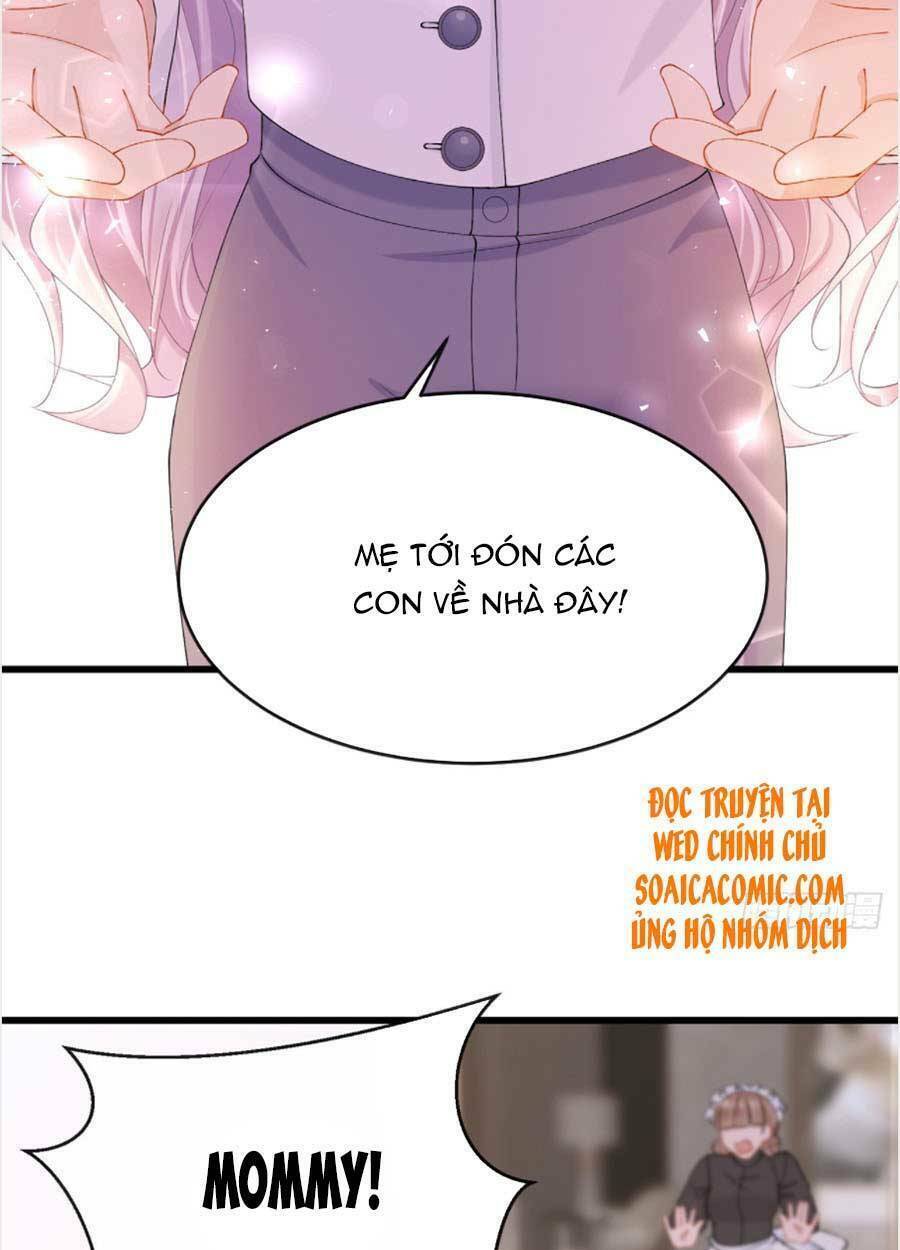 MẸ TỚI ĐÓN CÁC
CON VỀ NHÀ ĐÂY!
ĐỌC TRUYỆN TẠI
WED CHÍNH CHỦ
SOAICACOMIC.COM
ỦNG HỘ NHÓM DỊCH
MOMMY!